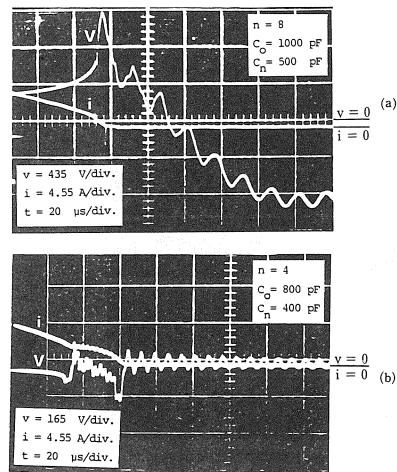 V
n = 8
C₀ = 1000 pF
Cₙ = 500 pF
i
(a)
v = 0
i = 0
v = 435 V/div.
i = 4.55 A/div.
t = 20 µs/div.
n = 4
C₀ = 800 pF
Cₙ = 400 pF
i
V
v = 0
i = 0
(b)
v = 165 V/div.
i = 4.55 A/div.
t = 20 µs/div.